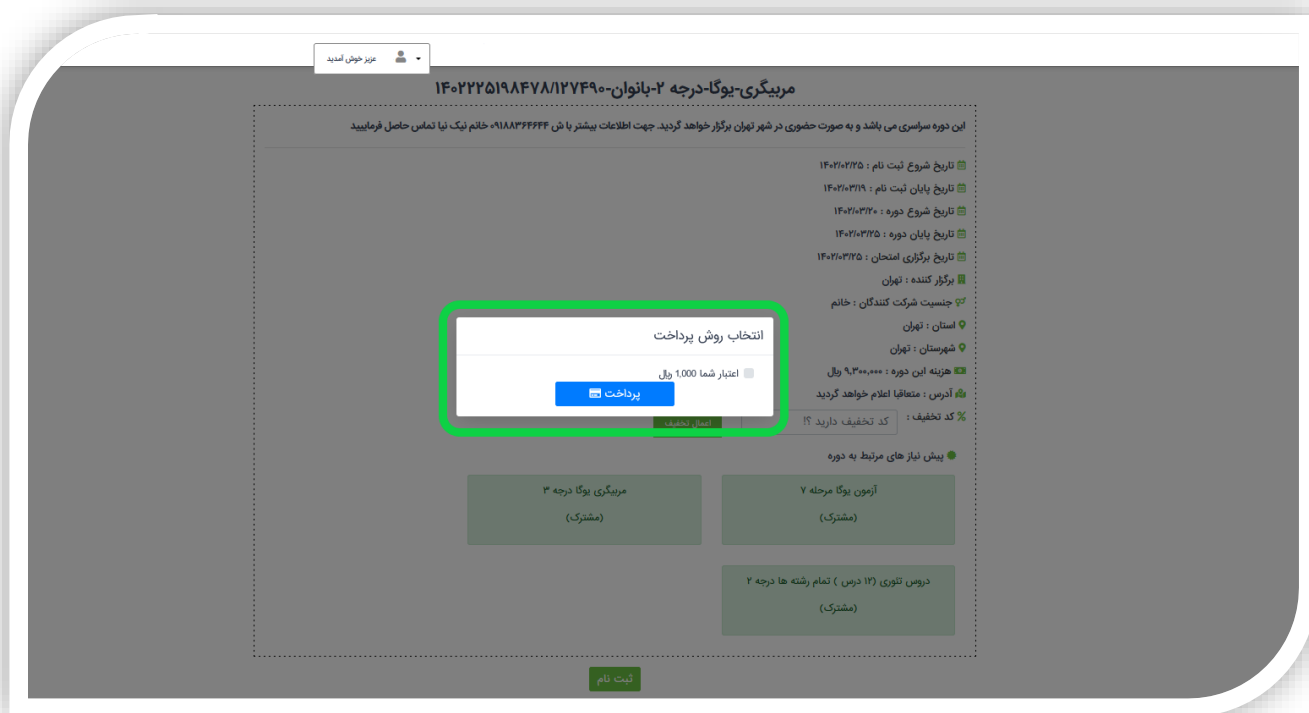 عزیز خوش آمدید
مربیگری-یوگا-درجه ۲-بانوان-۱۴۰۲۲۲۵۱۹۸۴۷۸/۱۲۷۴۹۰
این دوره سراسری می باشد و به صورت حضوری در شهر تهران برگزار خواهد گردید. جهت اطلاعات بیشتر با ش ۰۹۱۸۸۳۶۴۶۴۴ خانم نیک نیا تماس حاصل فرمایید
تاریخ شروع ثبت نام : ۱۴۰۲/۰۲/۲۵
تاریخ پایان ثبت نام : ۱۴۰۲/۰۳/۱۹
تاریخ شروع دوره : ۱۴۰۲/۰۳/۲۰
تاریخ پایان دوره : ۱۴۰۲/۰۳/۲۵
تاریخ برگزاری امتحان : ۱۴۰۲/۰۳/۲۵
برگزار کننده : تهران
جنسیت شرکت کنندگان : خانم
استان : تهران
شهرستان : تهران
هزینه این دوره : ۹,۳۰۰,۰۰۰ ریال
آدرس : متعاقبا اعلام خواهد گردید
کد تخفیف : کد تخفیف دارید ؟! اعمال تخفیف
انتخاب روش پرداخت
اعتبار شما 1,000 ریال
پرداخت
پیش نیاز های مرتبط به دوره
آزمون یوگا مرحله ۷
(مشترک)
مربیگری یوگا درجه ۳
(مشترک)
دروس تئوری (۱۲ درس ) تمام رشته ها درجه ۲
(مشترک)
ثبت نام